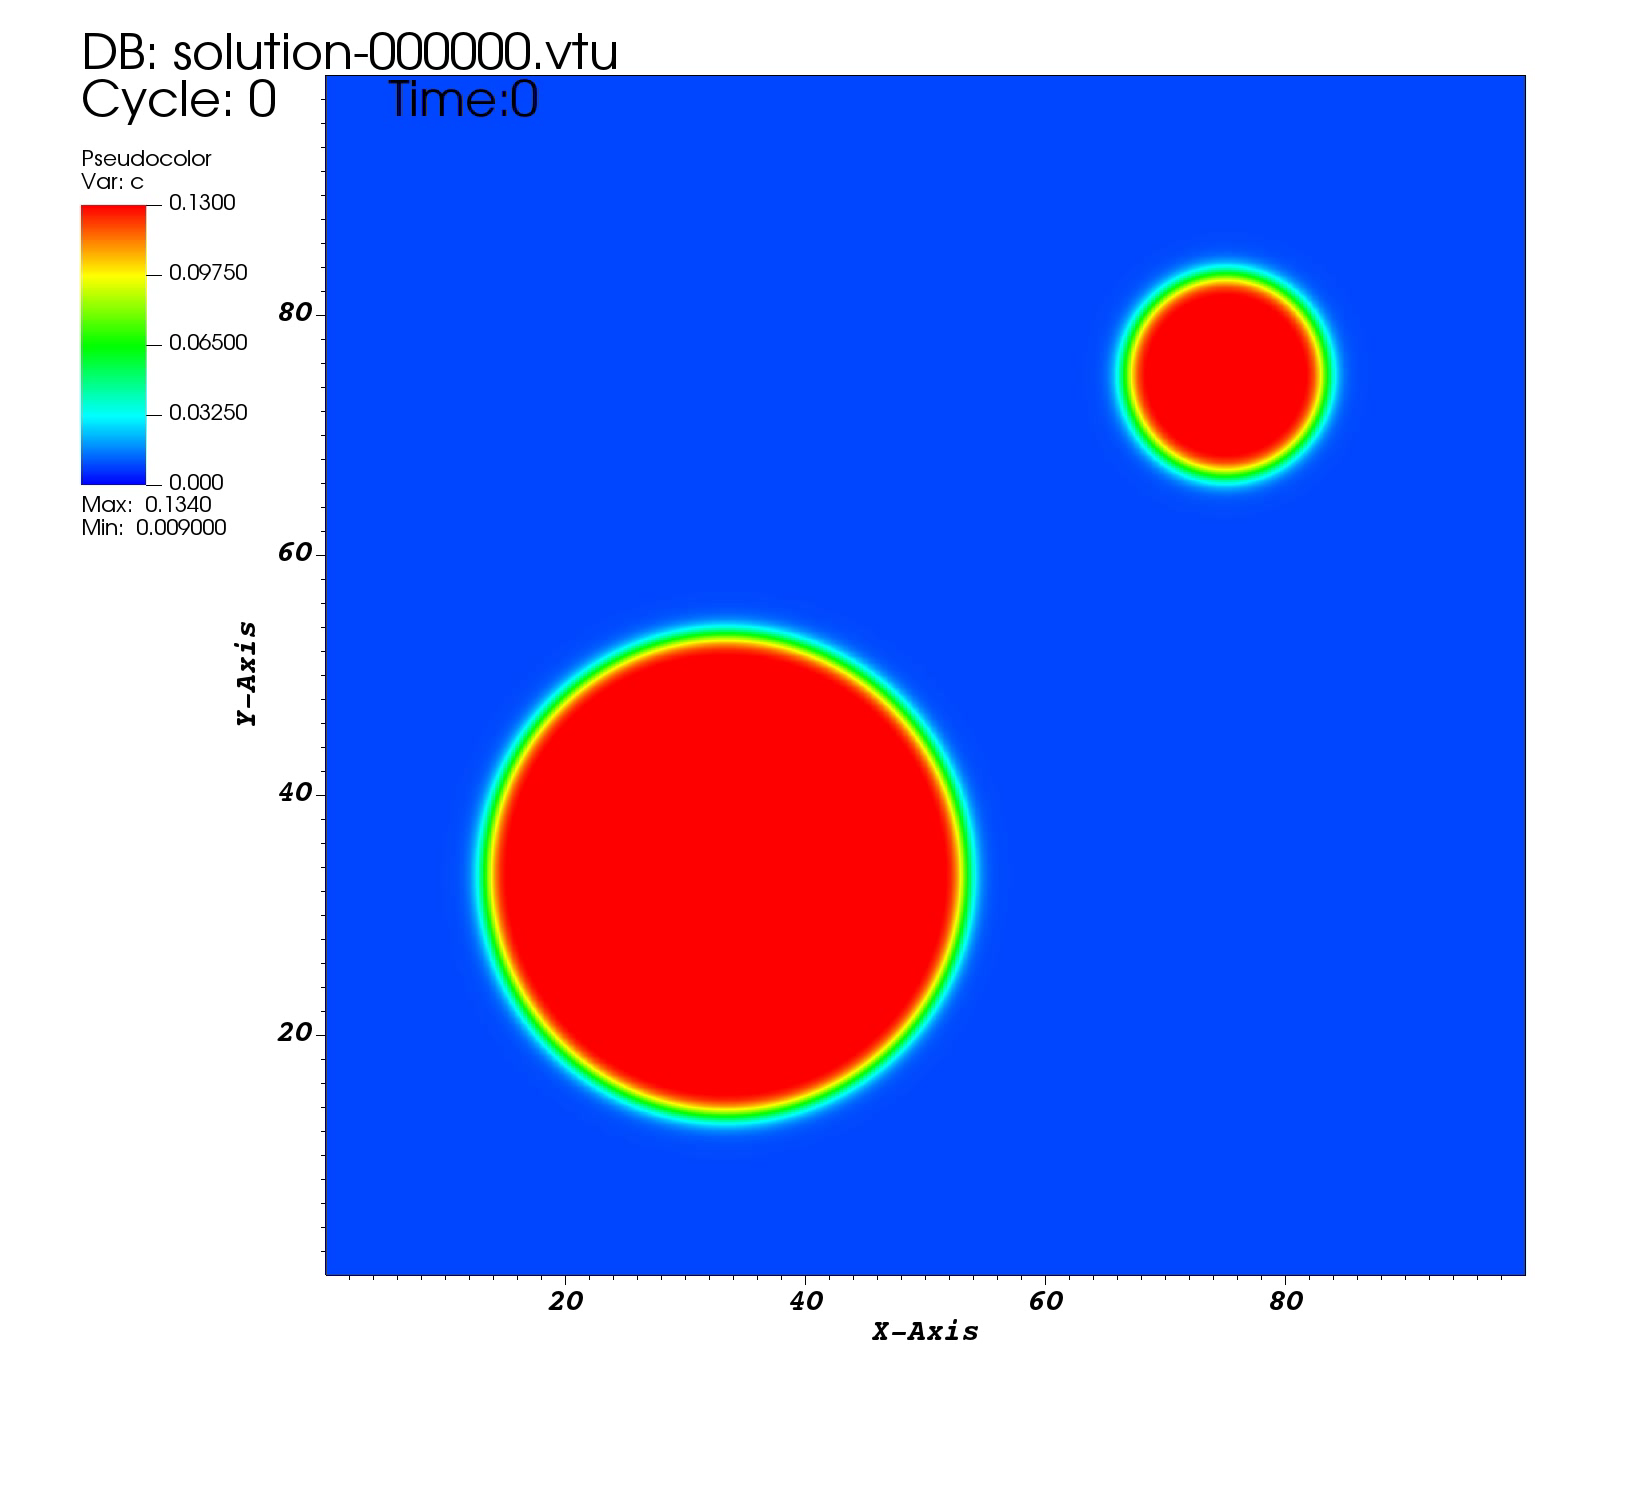 DB: solution-000000.vtu
Cycle: 0 Time:0
Pseudocolor
Var: c
0.1300
0.09750
0.06500
0.03250
0.000
Max: 0.1340
Min: 0.009000
80
60
40
20
Y-Axis
20 40 60 80
X-Axis